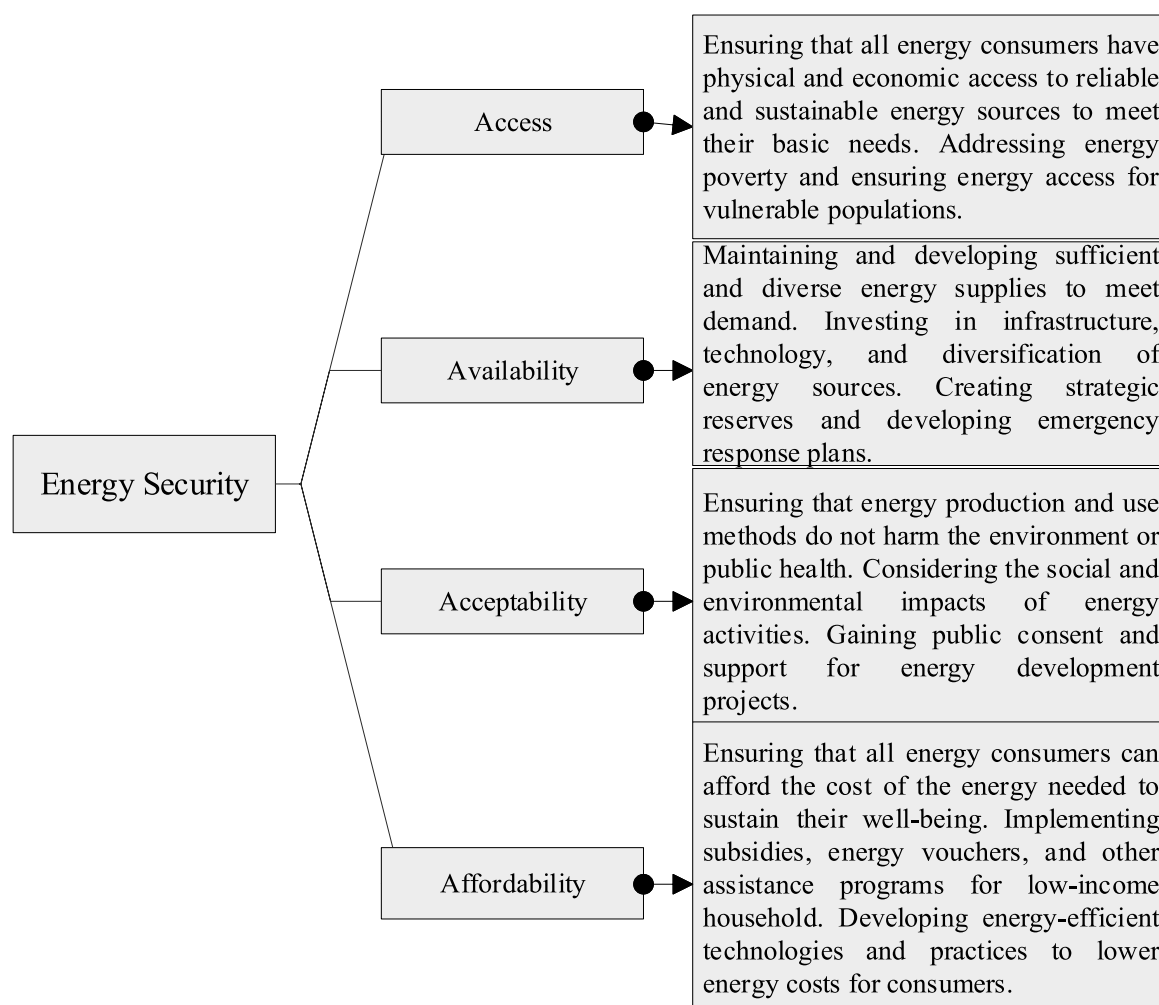 Energy Security
Access
Ensuring that all energy consumers have
physical and economic access to reliable
and sustainable energy sources to meet
their basic needs. Addressing energy
poverty and ensuring energy access for
vulnerable populations.
Availability
Maintaining and developing sufficient
and diverse energy supplies to meet
demand. Investing in infrastructure,
technology, and diversification of
energy sources. Creating strategic
reserves and developing emergency
response plans.
Acceptability
Ensuring that energy production and use
methods do not harm the environment or
public health. Considering the social and
environmental impacts of energy
activities. Gaining public consent and
support for energy development
projects.
Affordability
Ensuring that all energy consumers can
afford the cost of the energy needed to
sustain their well-being. Implementing
subsidies, energy vouchers, and other
assistance programs for low-income
household. Developing energy-efficient
technologies and practices to lower
energy costs for consumers.